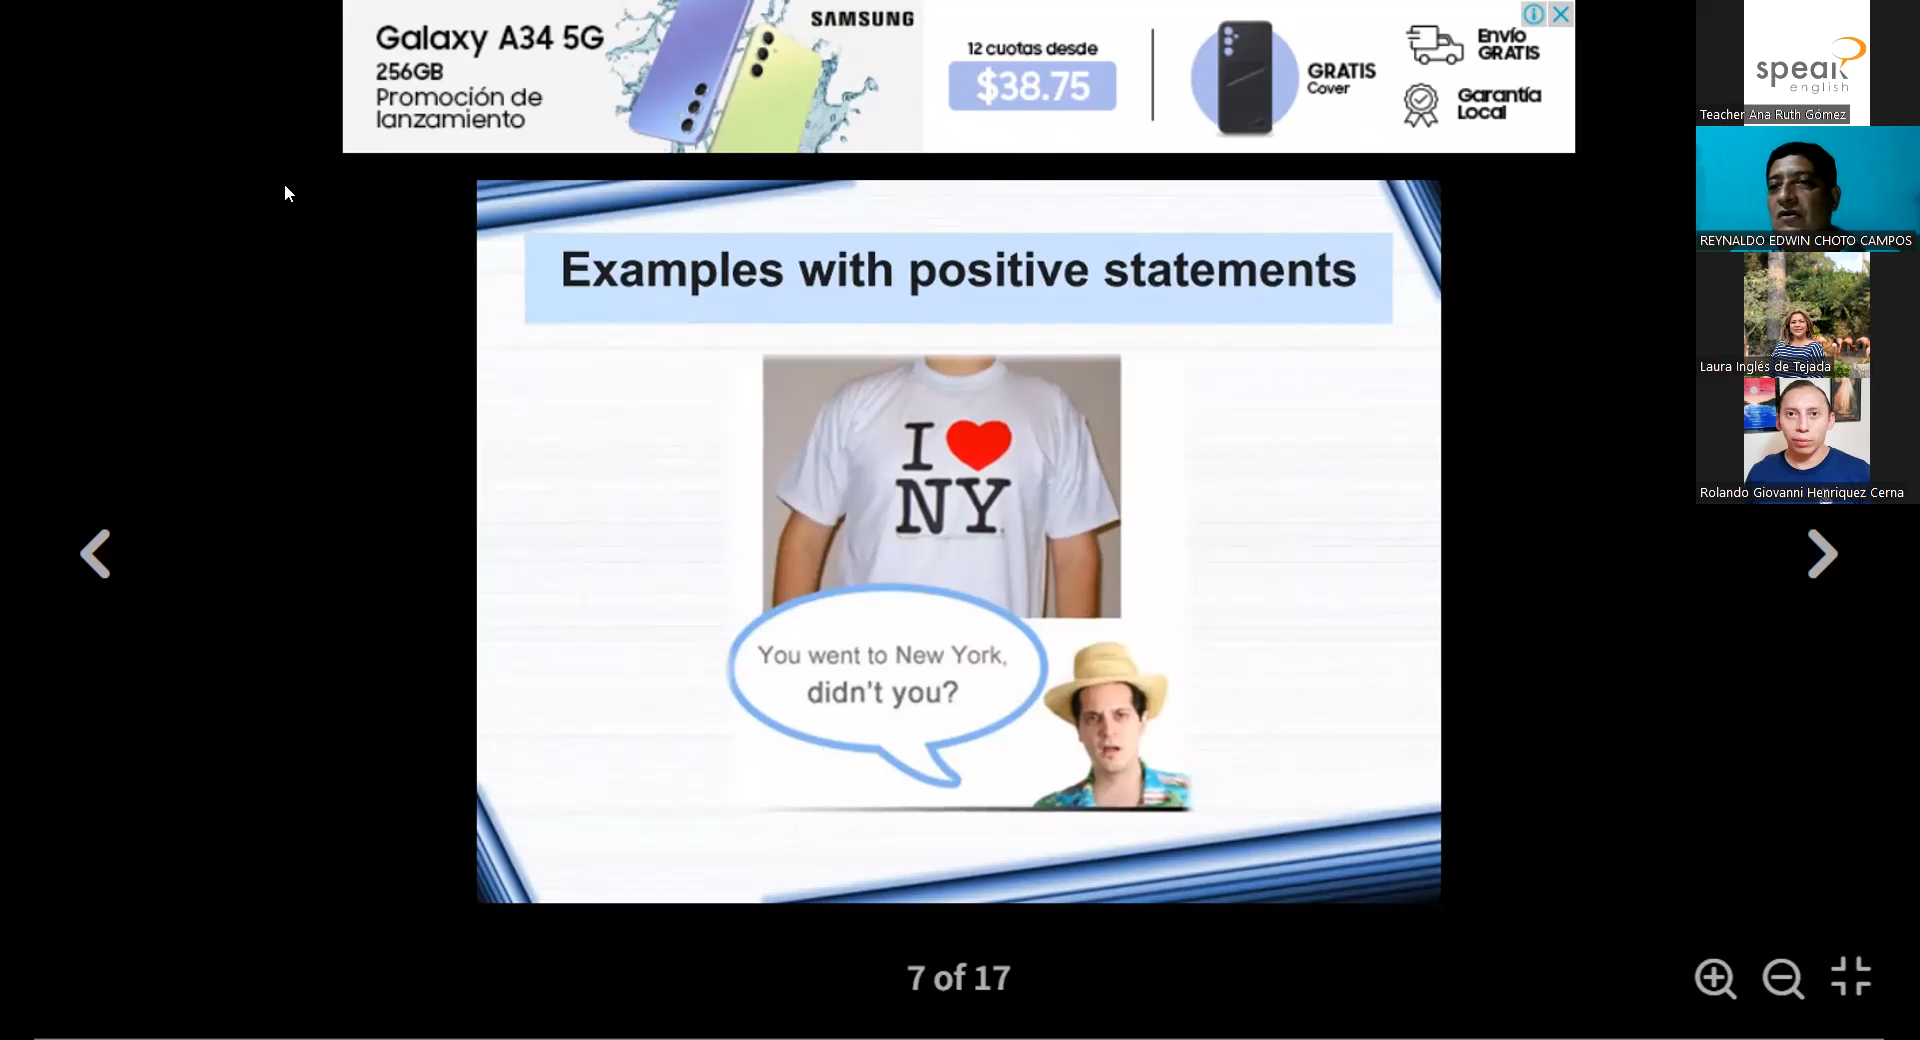 Galaxy A34 5G
256GB
Promoción de
lanzamiento
SAMSUNG
12 cuotas desde
$38.75
GRATIS
Cover
Envío
GRATIS
Garantía
Local
speak
english
Teacher Ana Ruth Gómez
REYNALDO EDWIN CHOTO CAMPOS
Laura Inglés de Tejada
Rolando Giovanni Henriquez Cerna
Examples with positive statements
I
NY
You went to New York,
didn't you?
7 of 17